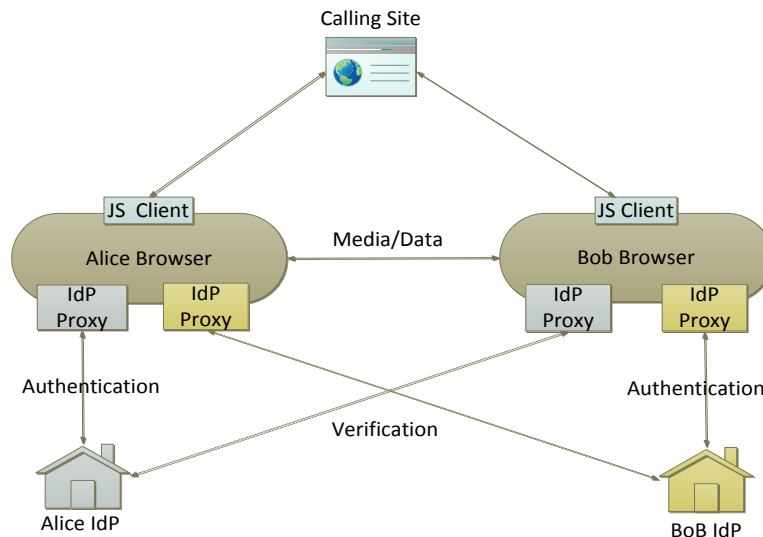 Calling Site
JS Client
JS Client
Alice Browser
Media/Data
Bob Browser
IdP
Proxy
IdP
Proxy
IdP
Proxy
IdP
Proxy
Authentication
Authentication
Verification
Alice IdP
BoB IdP